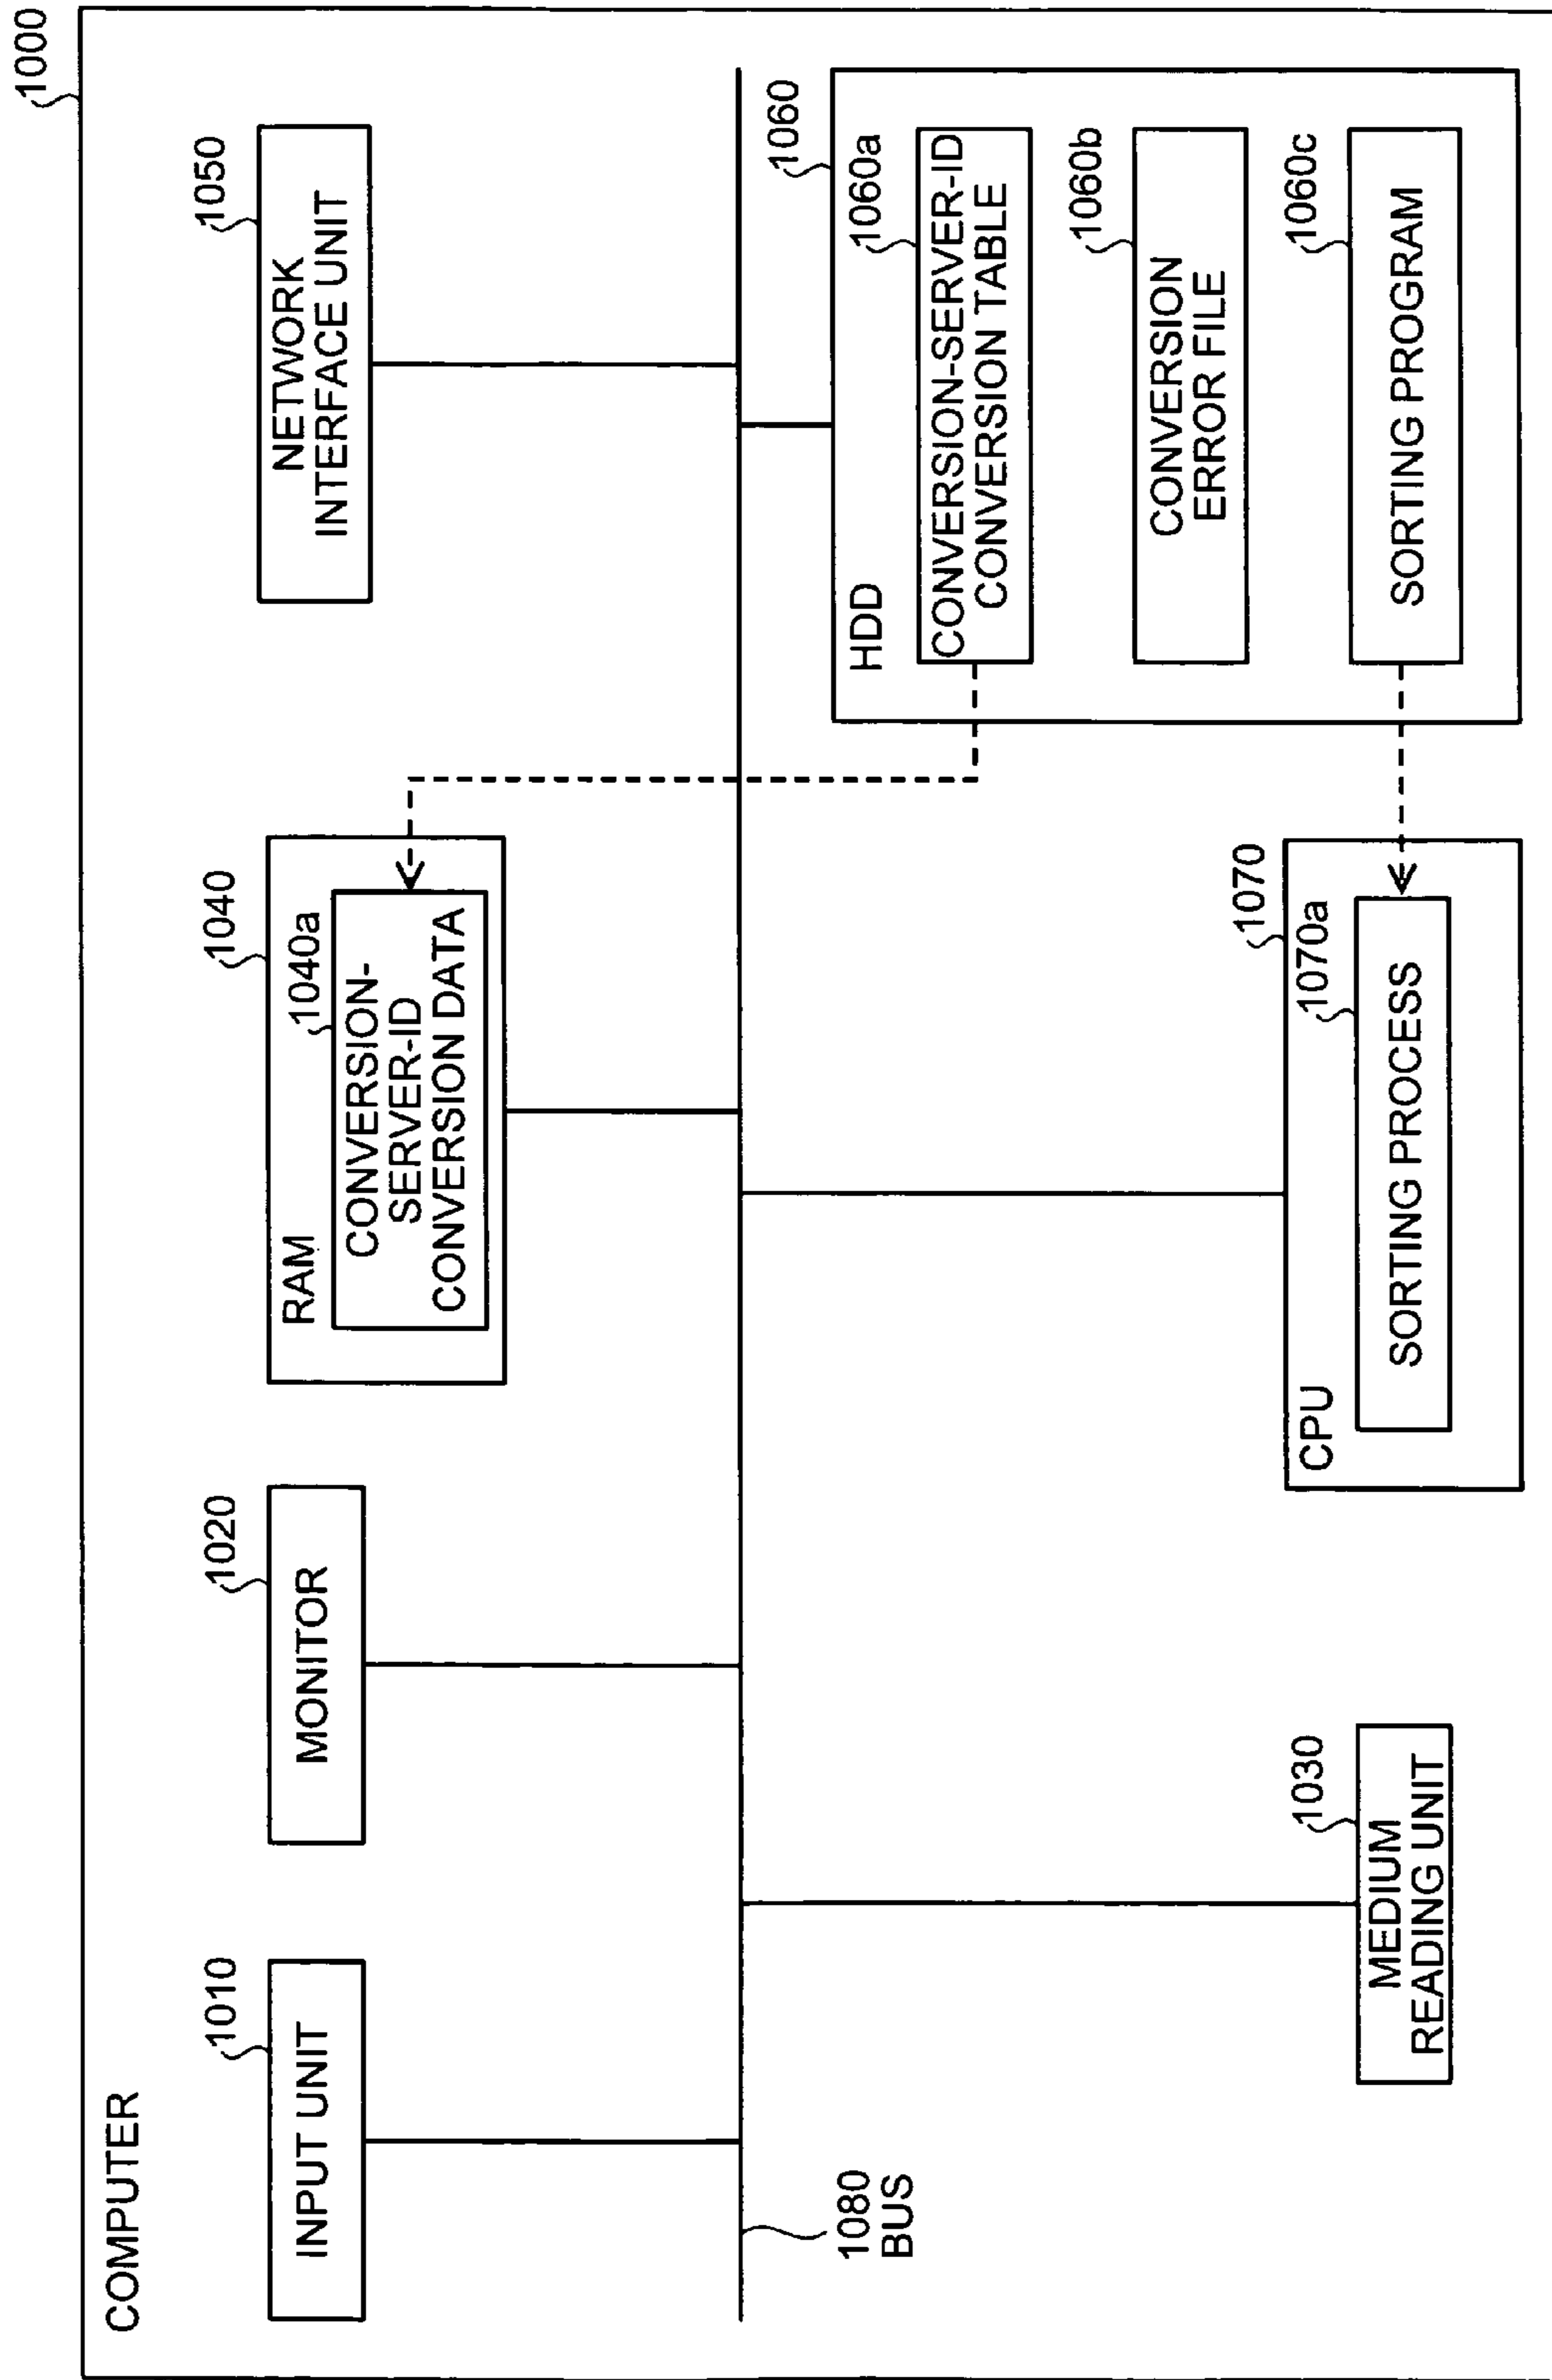 1000
COMPUTER
1010
INPUT UNIT
1020
MONITOR
1040
RAM
1040a
CONVERSION-
SERVER-ID
CONVERSION DATA
1050
NETWORK
INTERFACE UNIT
1080
BUS
1030
MEDIUM
READING UNIT
1070
CPU
1070a
SORTING PROCESS
1060
HDD
1060a
CONVERSION-SERVER-ID
CONVERSION TABLE
1060b
CONVERSION
ERROR FILE
1060c
SORTING PROGRAM